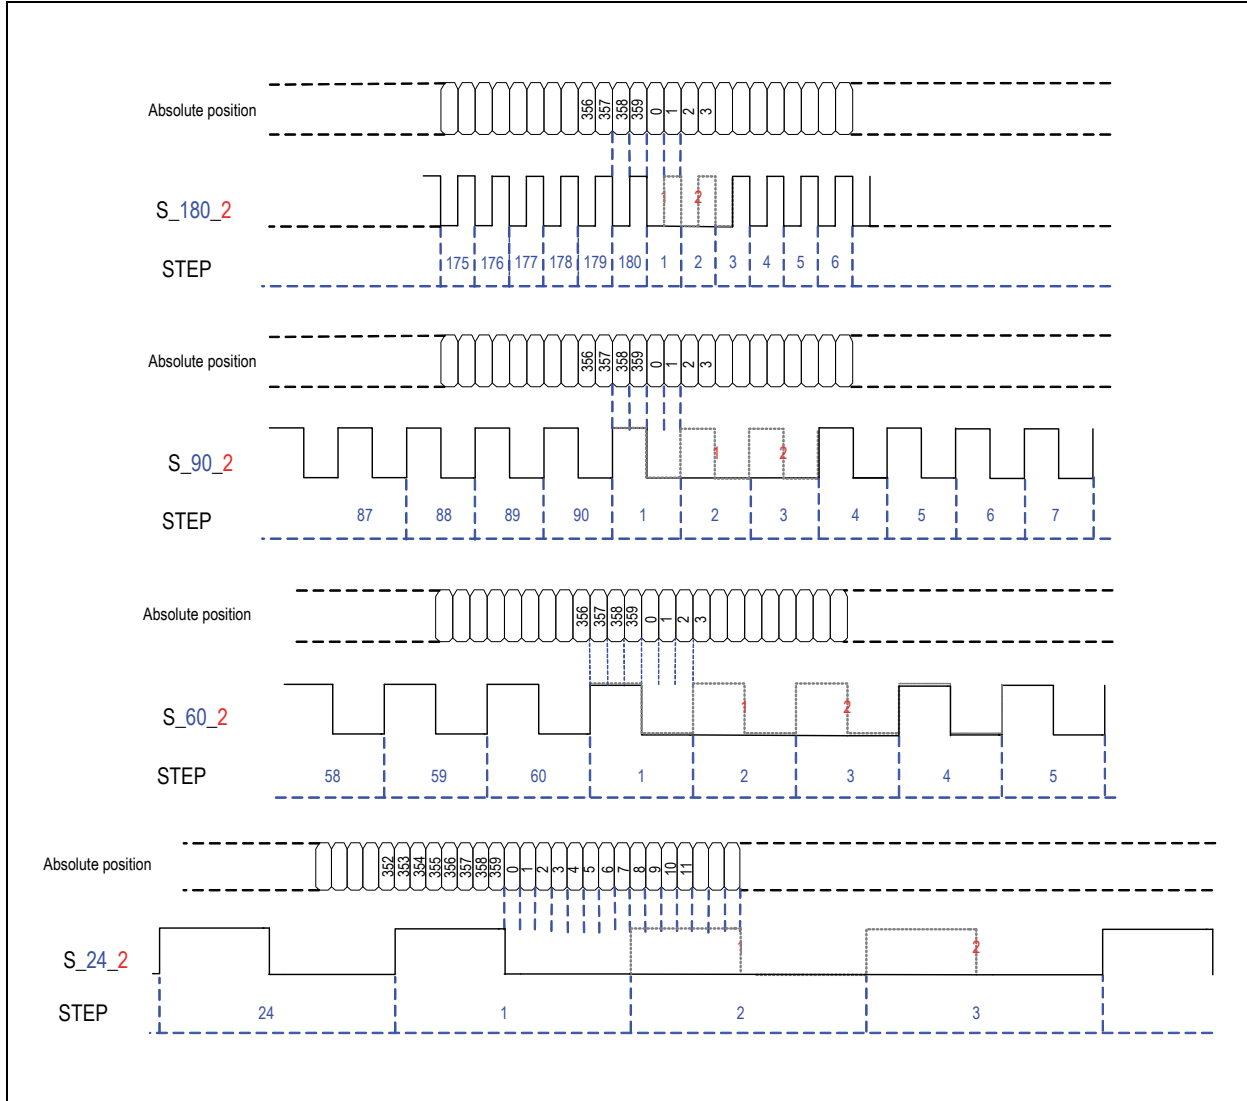 Absolute position 356 357 358 359 0 1 2 3
S_180_2 1 2
STEP 175 176 177 178 179 180 1 2 3 4 5 6
Absolute position 356 357 358 359 0 1 2 3
S_90_2 1 2
STEP 87 88 89 90 1 2 3 4 5 6 7
Absolute position 356 357 358 359 0 1 2 3
S_60_2 1 2
STEP 58 59 60 1 2 3 4 5
Absolute position 352 353 354 355 356 357 358 359 0 1 2 3 4 5 6 7 8 9 10 11
S_24_2 1 2
STEP 24 1 2 3